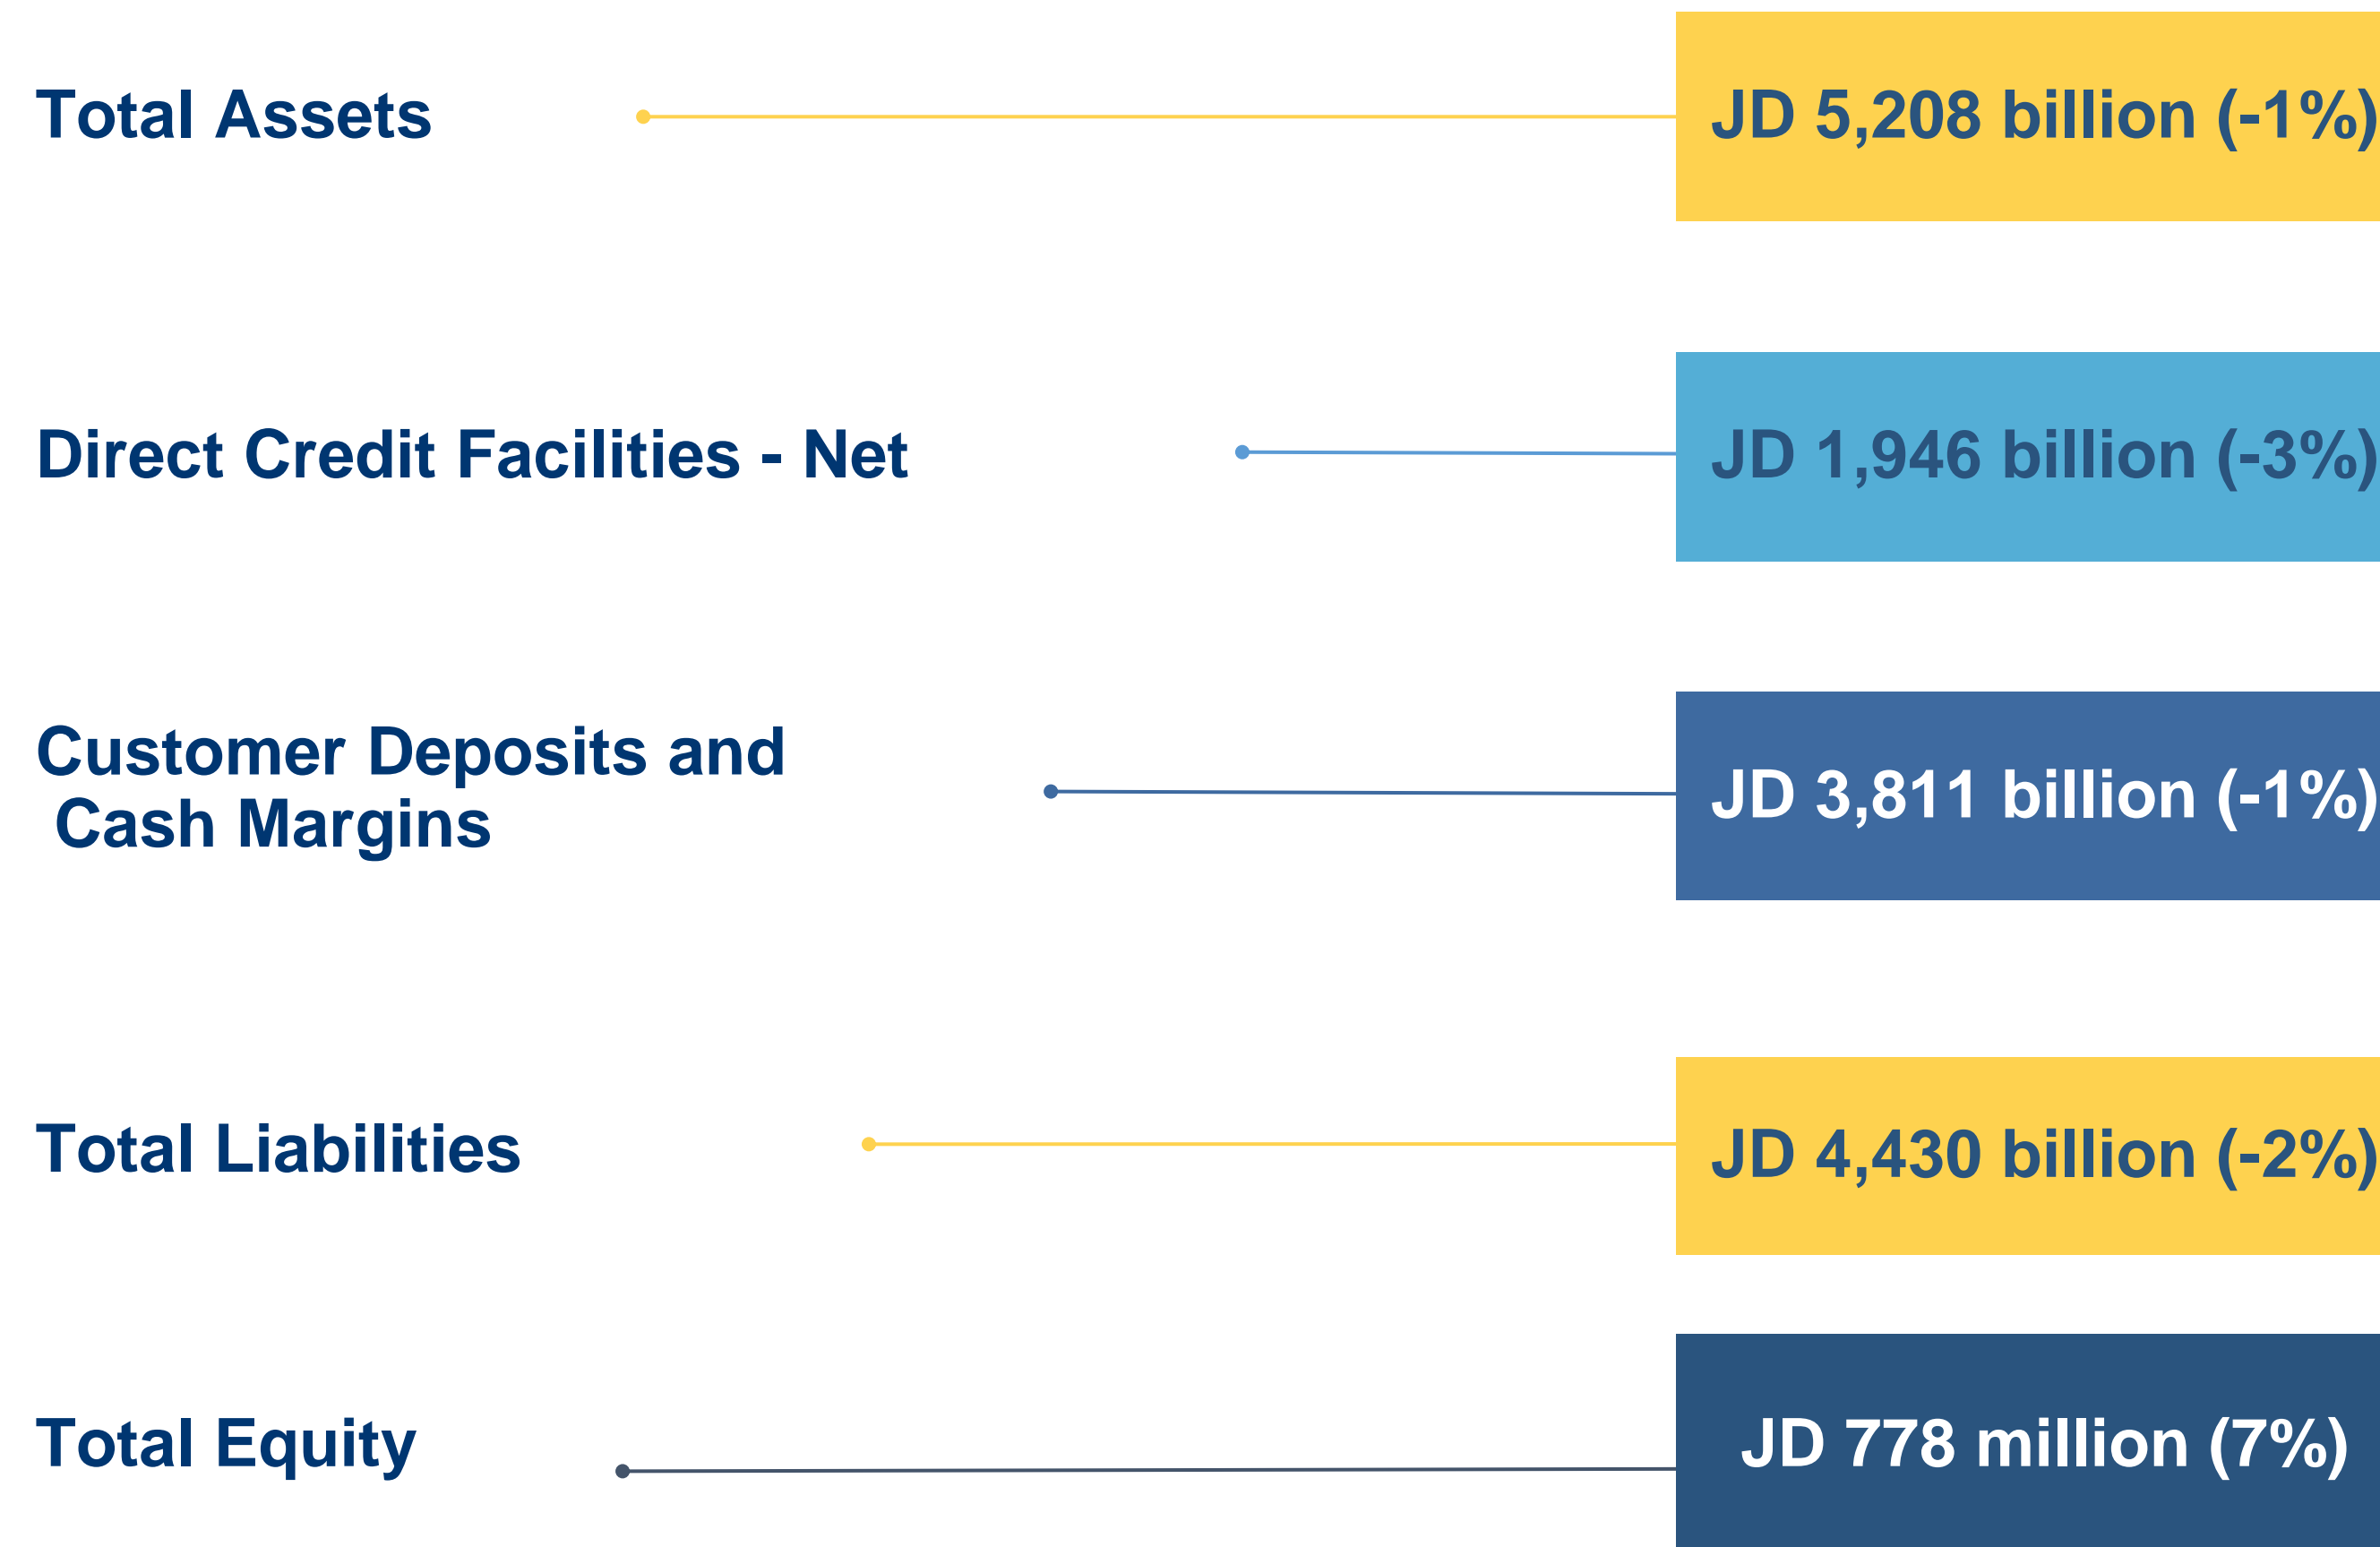 Total Assets
JD 5,208 billion (-1%)
Direct Credit Facilities - Net
JD 1,946 billion (-3%)
Customer Deposits and
Cash Margins
JD 3,811 billion (-1%)
Total Liabilities
JD 4,430 billion (-2%)
Total Equity
JD 778 million (7%)